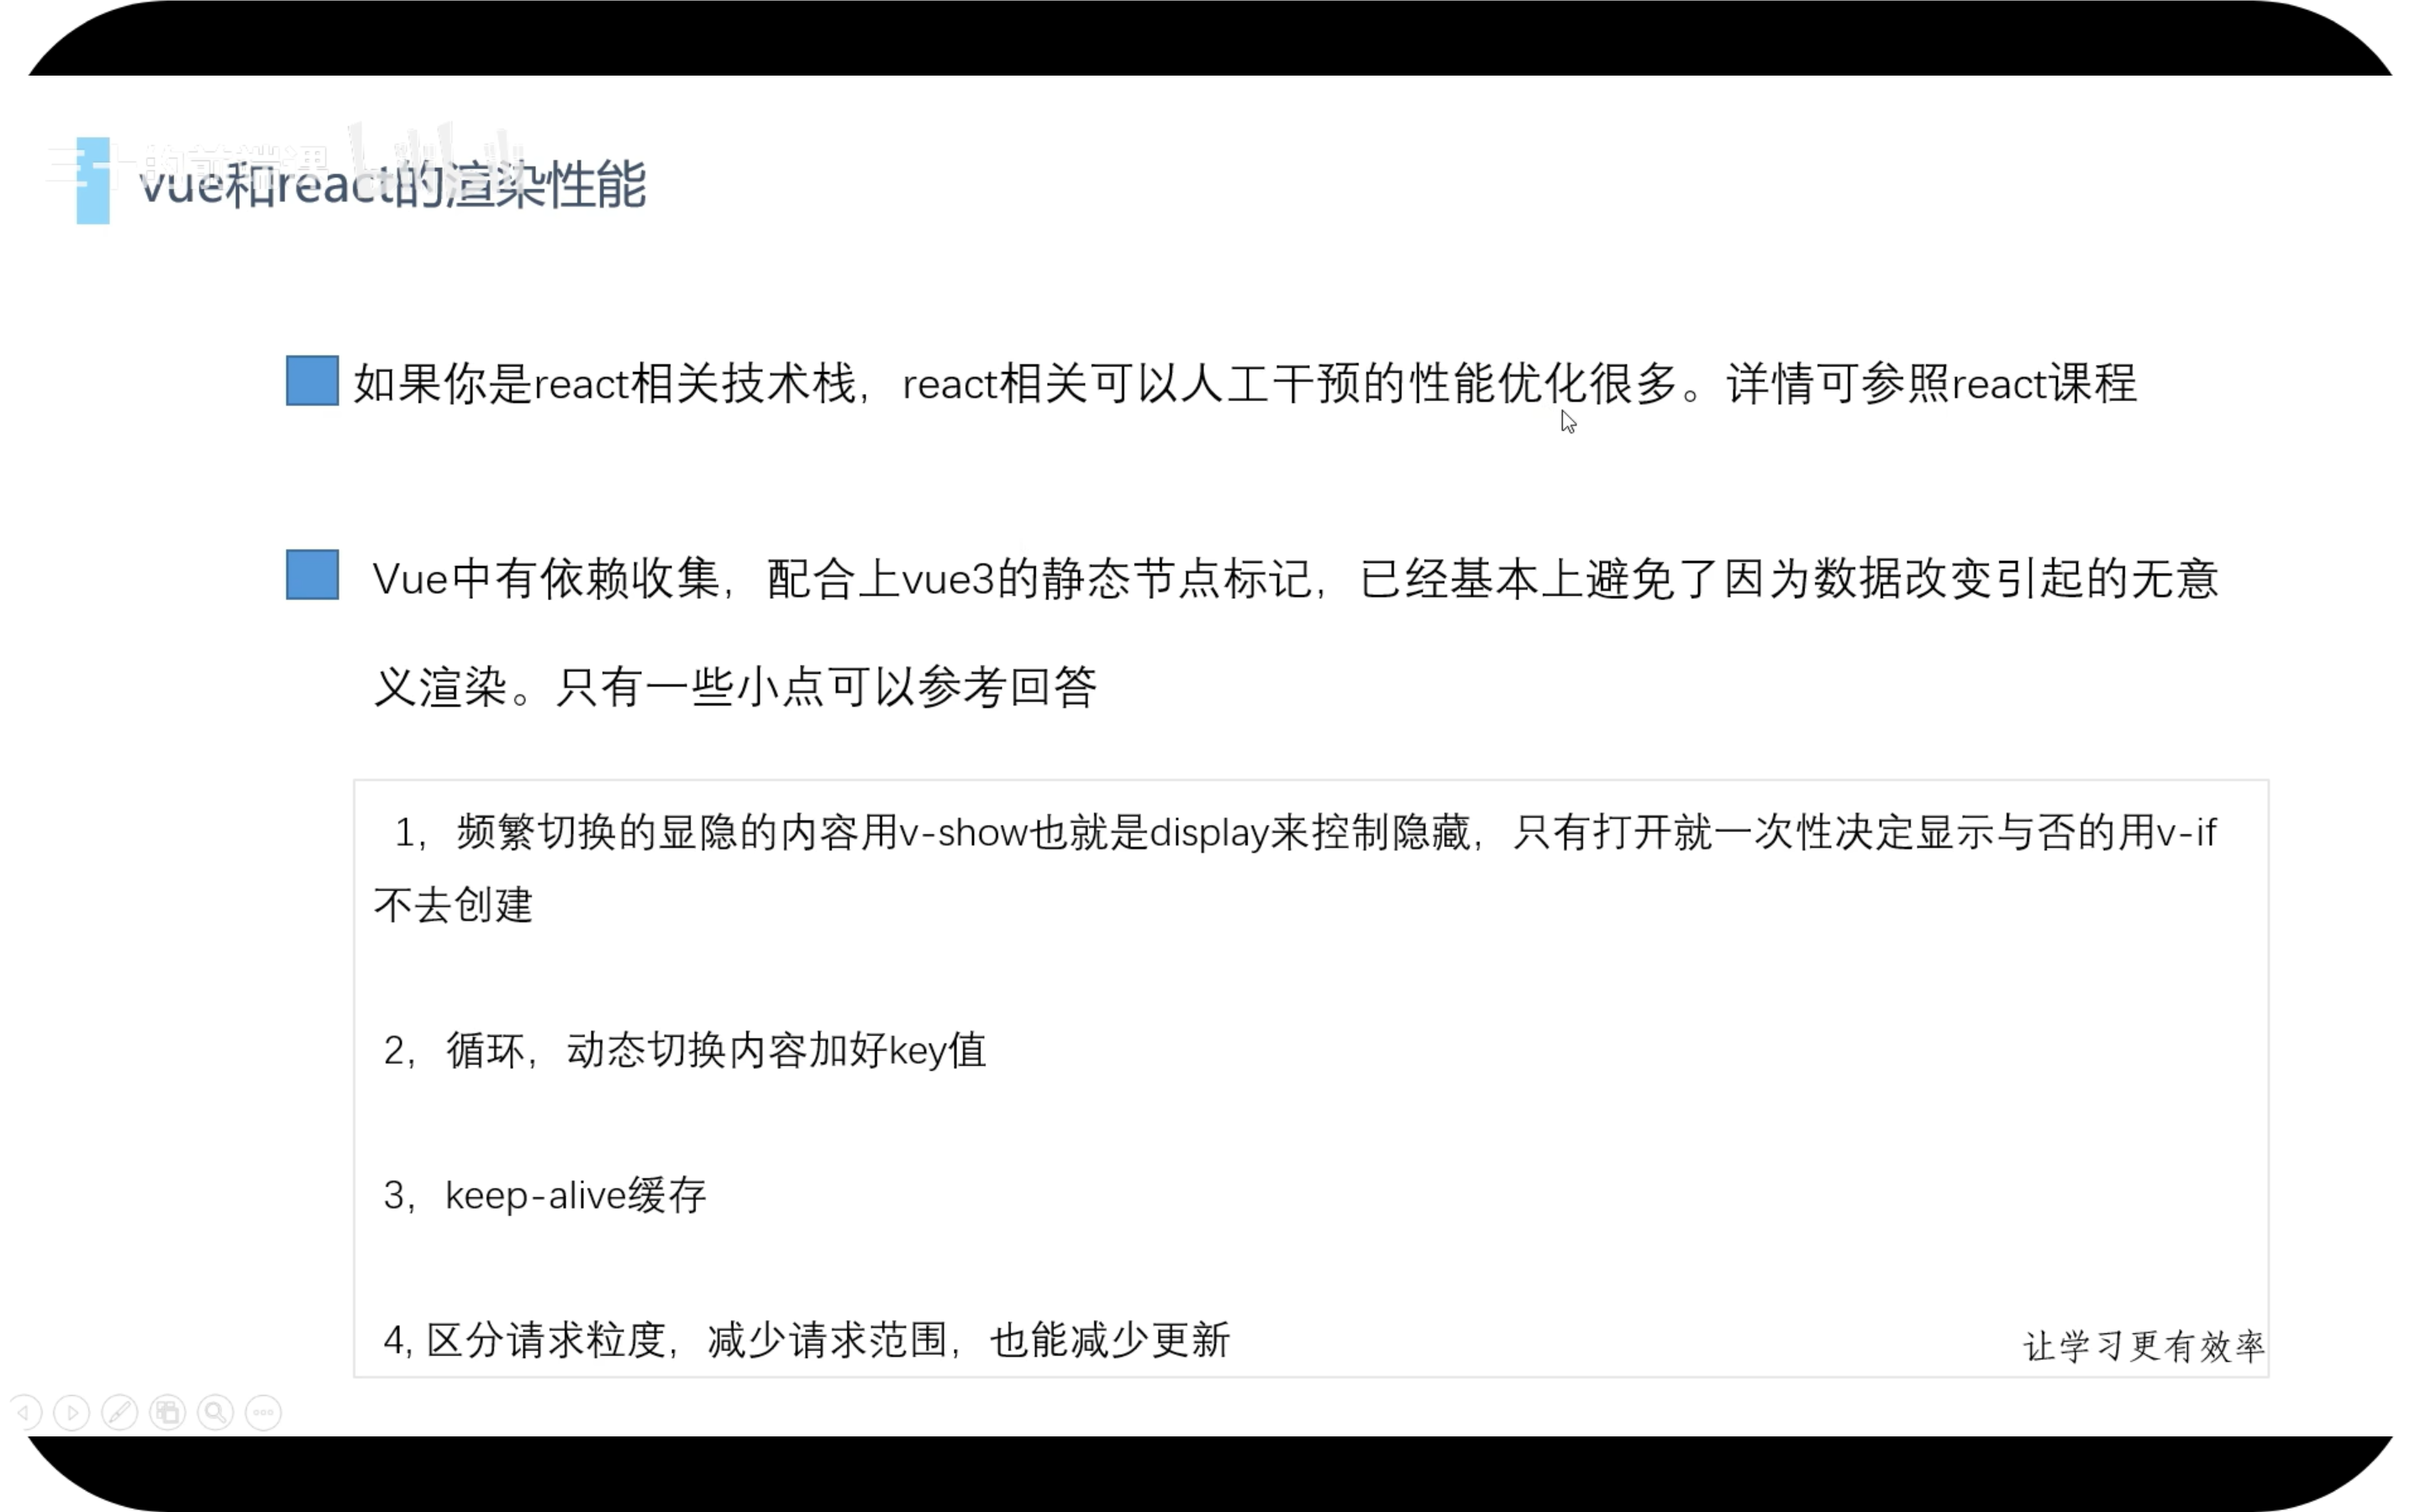 三十的前端课
vue和react的渲染性能
如果你是react相关技术栈，react相关可以人工干预的性能优化很多。详情可参照react课程
Vue中有依赖收集，配合上vue3的静态节点标记，已经基本上避免了因为数据改变引起的无意
义渲染。只有一些小点可以参考回答
1，频繁切换的显隐的内容用v-show也就是display来控制隐藏，只有打开就一次性决定显示与否的用v-if
不去创建
2，循环，动态切换内容加好key值
3，keep-alive缓存
4, 区分请求粒度，减少请求范围，也能减少更新
让学习更有效率